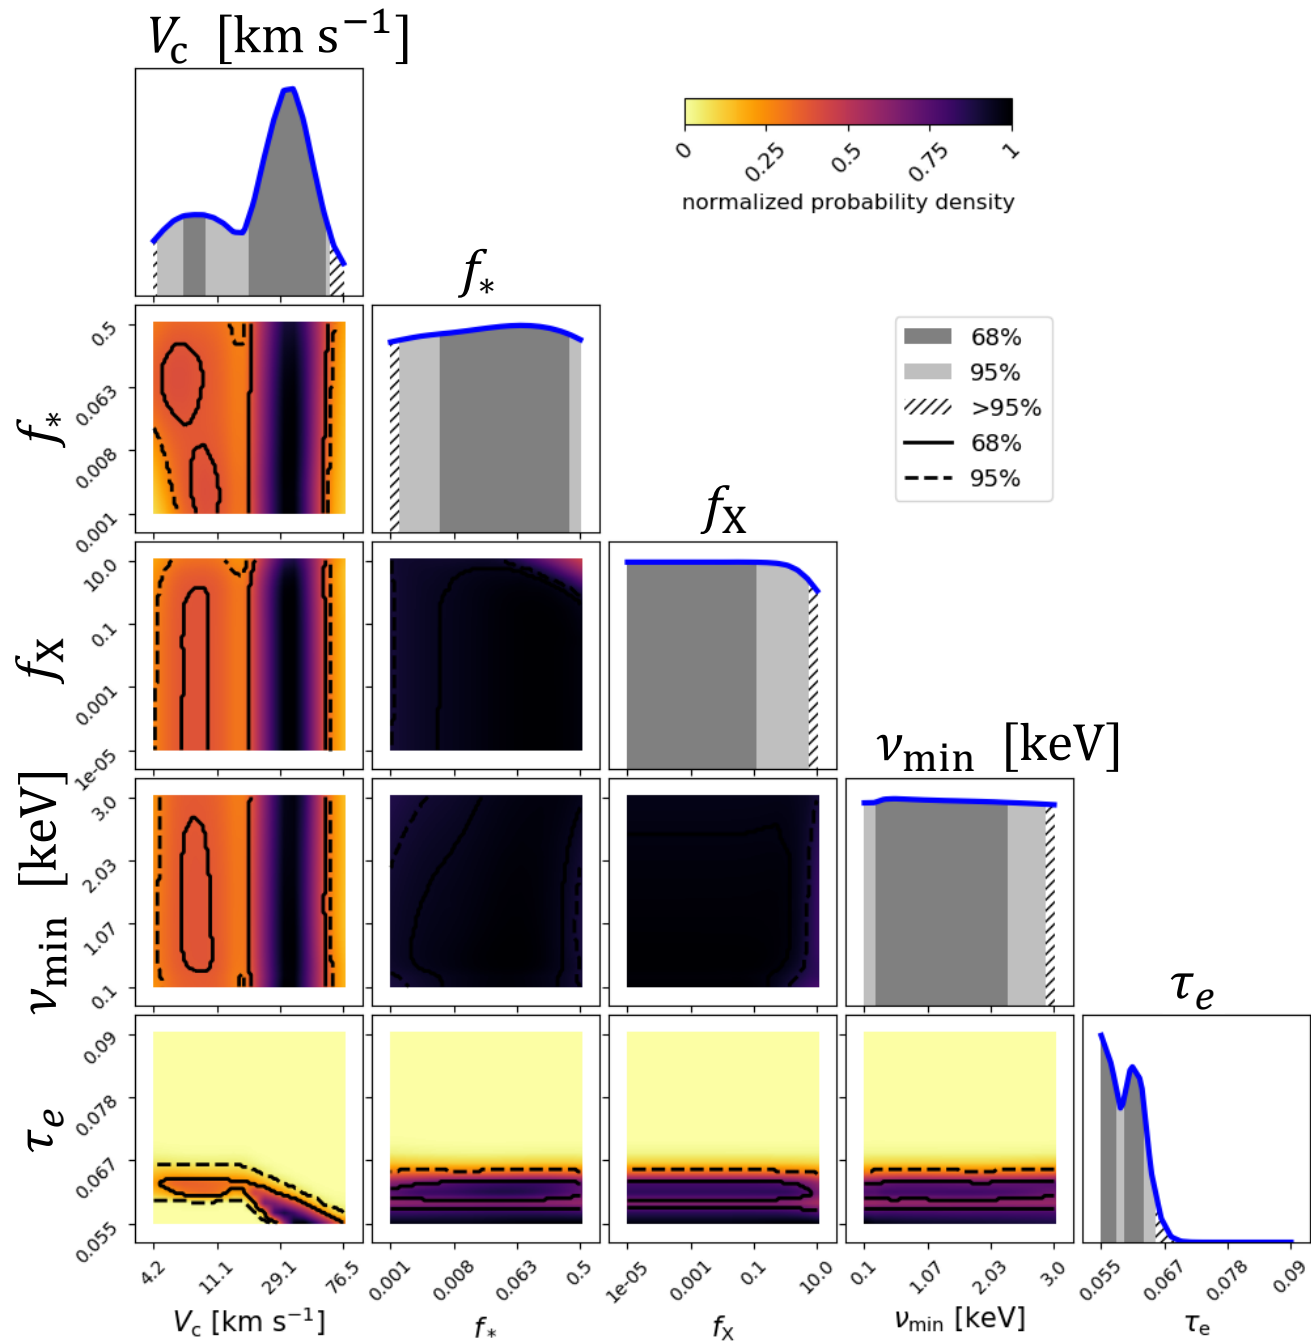 V_c [km s⁻¹]
0
0.25
0.5
0.75
1
normalized probability density
f_*
68%
95%
>95%
68%
95%
f_*
0.5
0.063
0.008
0.001
f_X
f_X
10.0
0.1
0.001
1e-05
ν_min [keV]
ν_min [keV]
3.0
2.03
1.07
0.1
τ_e
τ_e
0.09
0.078
0.067
0.055
4.2
11.1
29.1
76.5
0.001
0.008
0.063
0.5
1e-05
0.001
0.1
10.0
0.1
1.07
2.03
3.0
0.055
0.067
0.078
0.09
V_c [km s⁻¹]
f_*
f_X
ν_min [keV]
τ_e